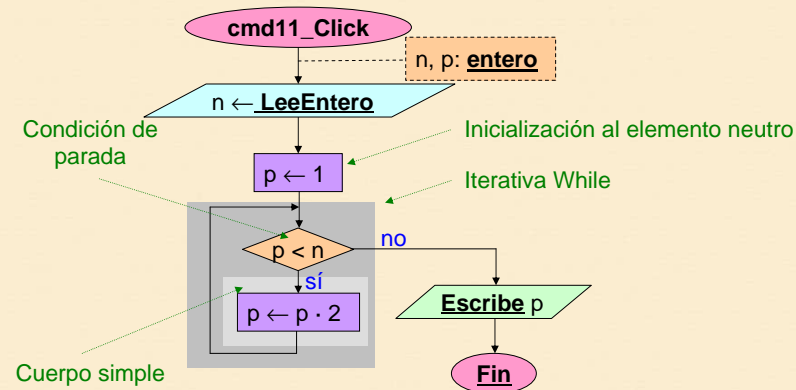 cmd11_Click
n, p: entero
n ← LeeEntero
Condición de
parada
Inicialización al elemento neutro
p ← 1
Iterativa While
p < n
no
sí
p ← p · 2
Escribe p
Cuerpo simple
Fin